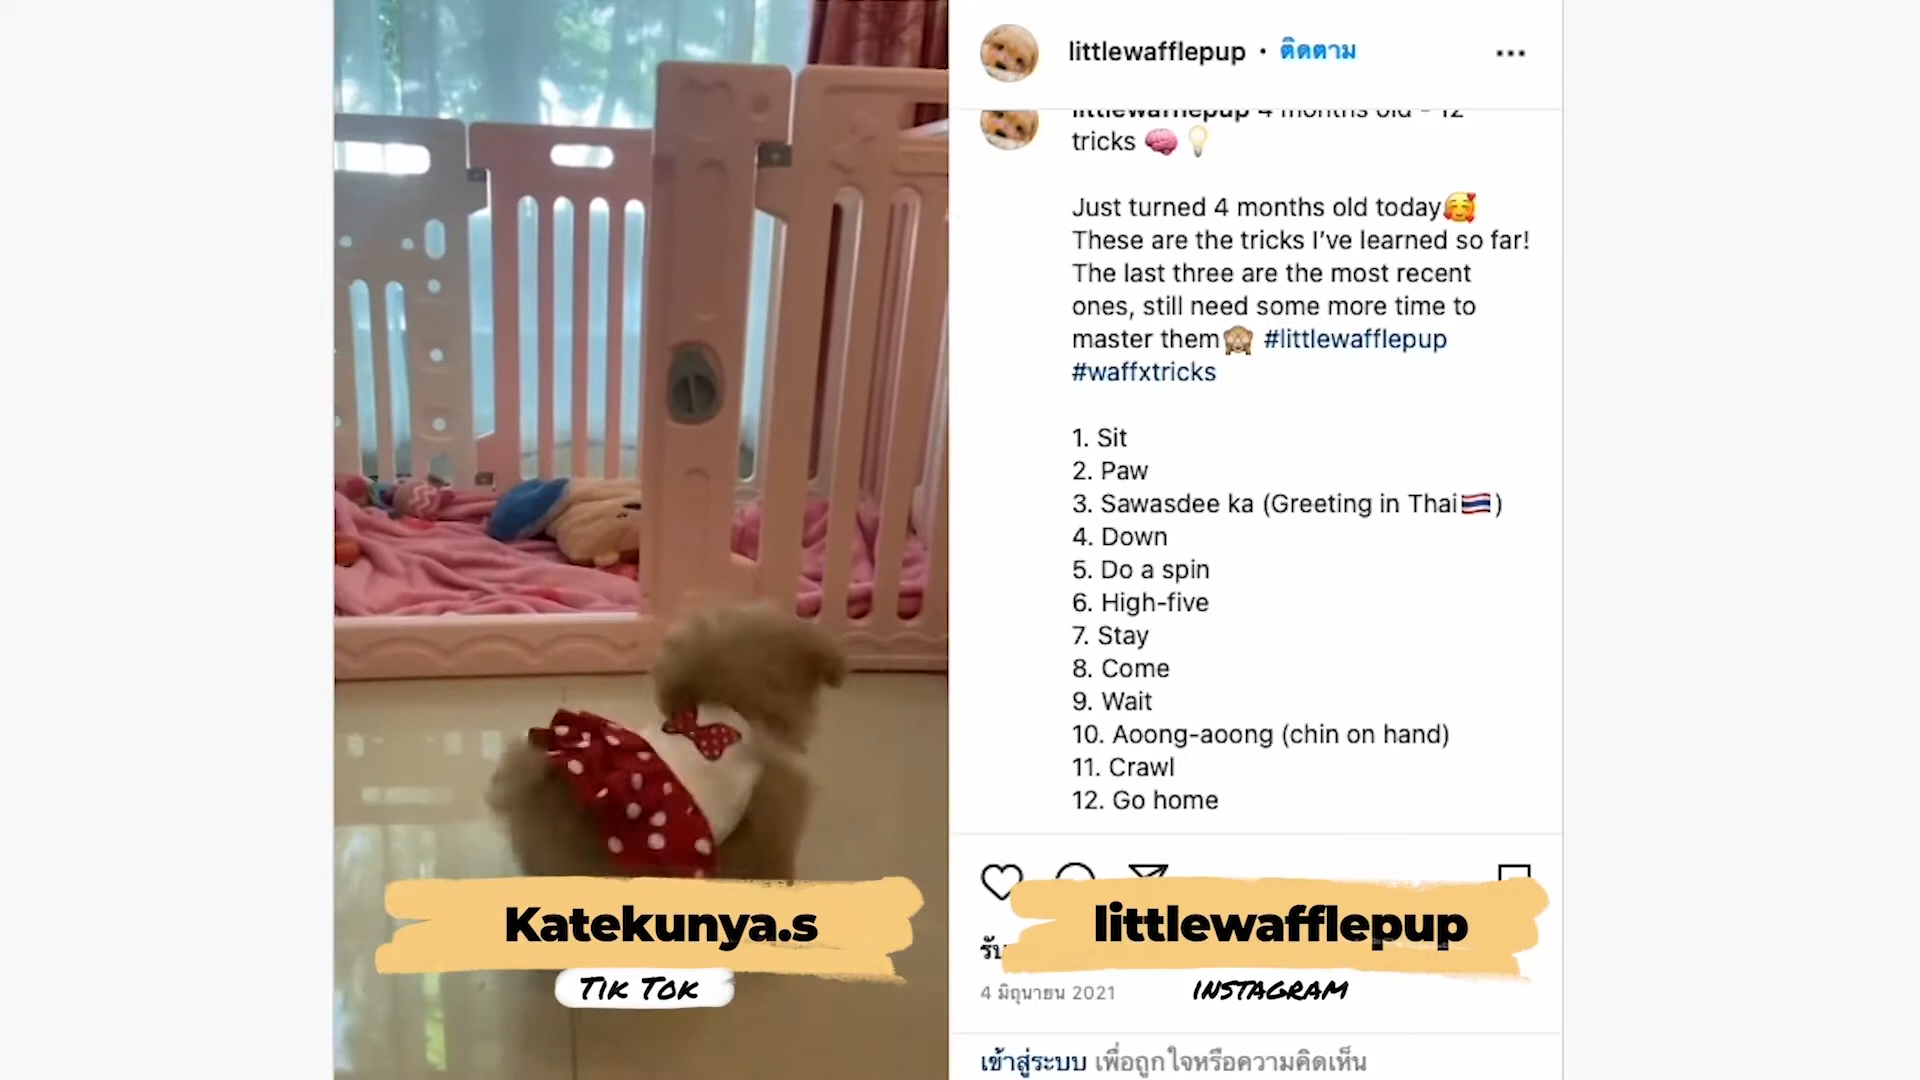 littlewafflepup • ติดตาม
littlewafflepup 4 months old - 12
tricks 🧠💡
Just turned 4 months old today🥰
These are the tricks I’ve learned so far!
The last three are the most recent
ones, still need some more time to
master them🙈 #littlewafflepup
#waffxtricks
1. Sit
2. Paw
3. Sawasdee ka (Greeting in Thai🇹🇭)
4. Down
5. Do a spin
6. High-five
7. Stay
8. Come
9. Wait
10. Aoong-aoong (chin on hand)
11. Crawl
12. Go home
Katekunya.s
TIK TOK
littlewafflepup
INSTAGRAM
4 มิถุนายน 2021
เข้าสู่ระบบ เพื่อถูกใจหรือความคิดเห็น